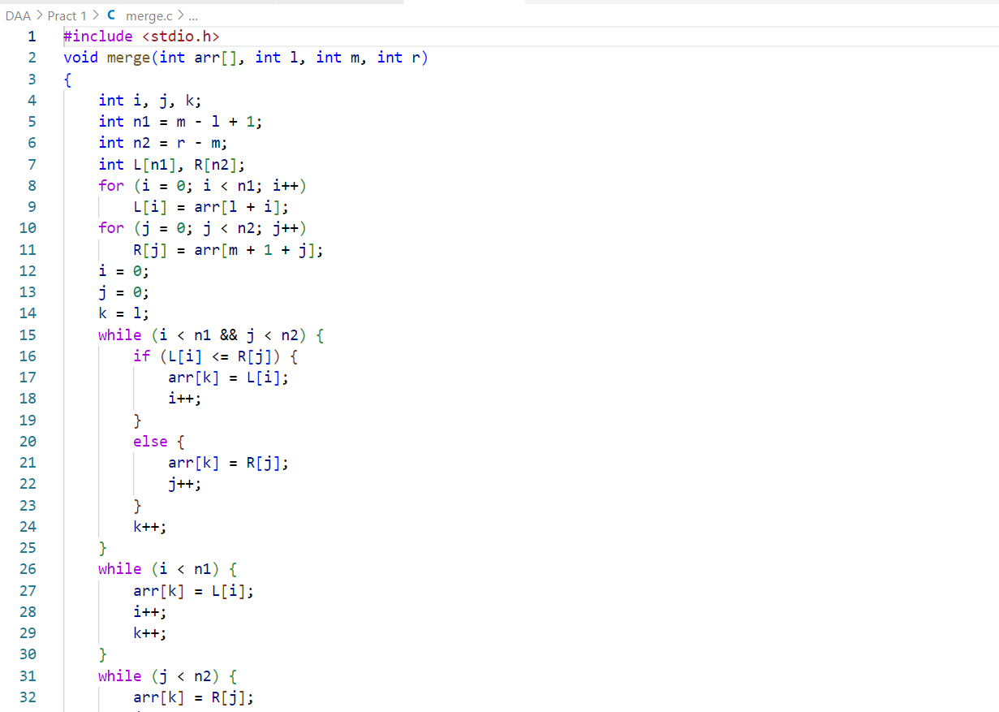 DAA > Pract 1 > C merge.c > ...
1 #include <stdio.h>
2 void merge(int arr[], int l, int m, int r)
3 {
4     int i, j, k;
5     int n1 = m - l + 1;
6     int n2 = r - m;
7     int L[n1], R[n2];
8     for (i = 0; i < n1; i++)
9         L[i] = arr[l + i];
10     for (j = 0; j < n2; j++)
11         R[j] = arr[m + 1 + j];
12     i = 0;
13     j = 0;
14     k = l;
15     while (i < n1 && j < n2) {
16         if (L[i] <= R[j]) {
17             arr[k] = L[i];
18             i++;
19         }
20         else {
21             arr[k] = R[j];
22             j++;
23         }
24         k++;
25     }
26     while (i < n1) {
27         arr[k] = L[i];
28         i++;
29         k++;
30     }
31     while (j < n2) {
32         arr[k] = R[j];